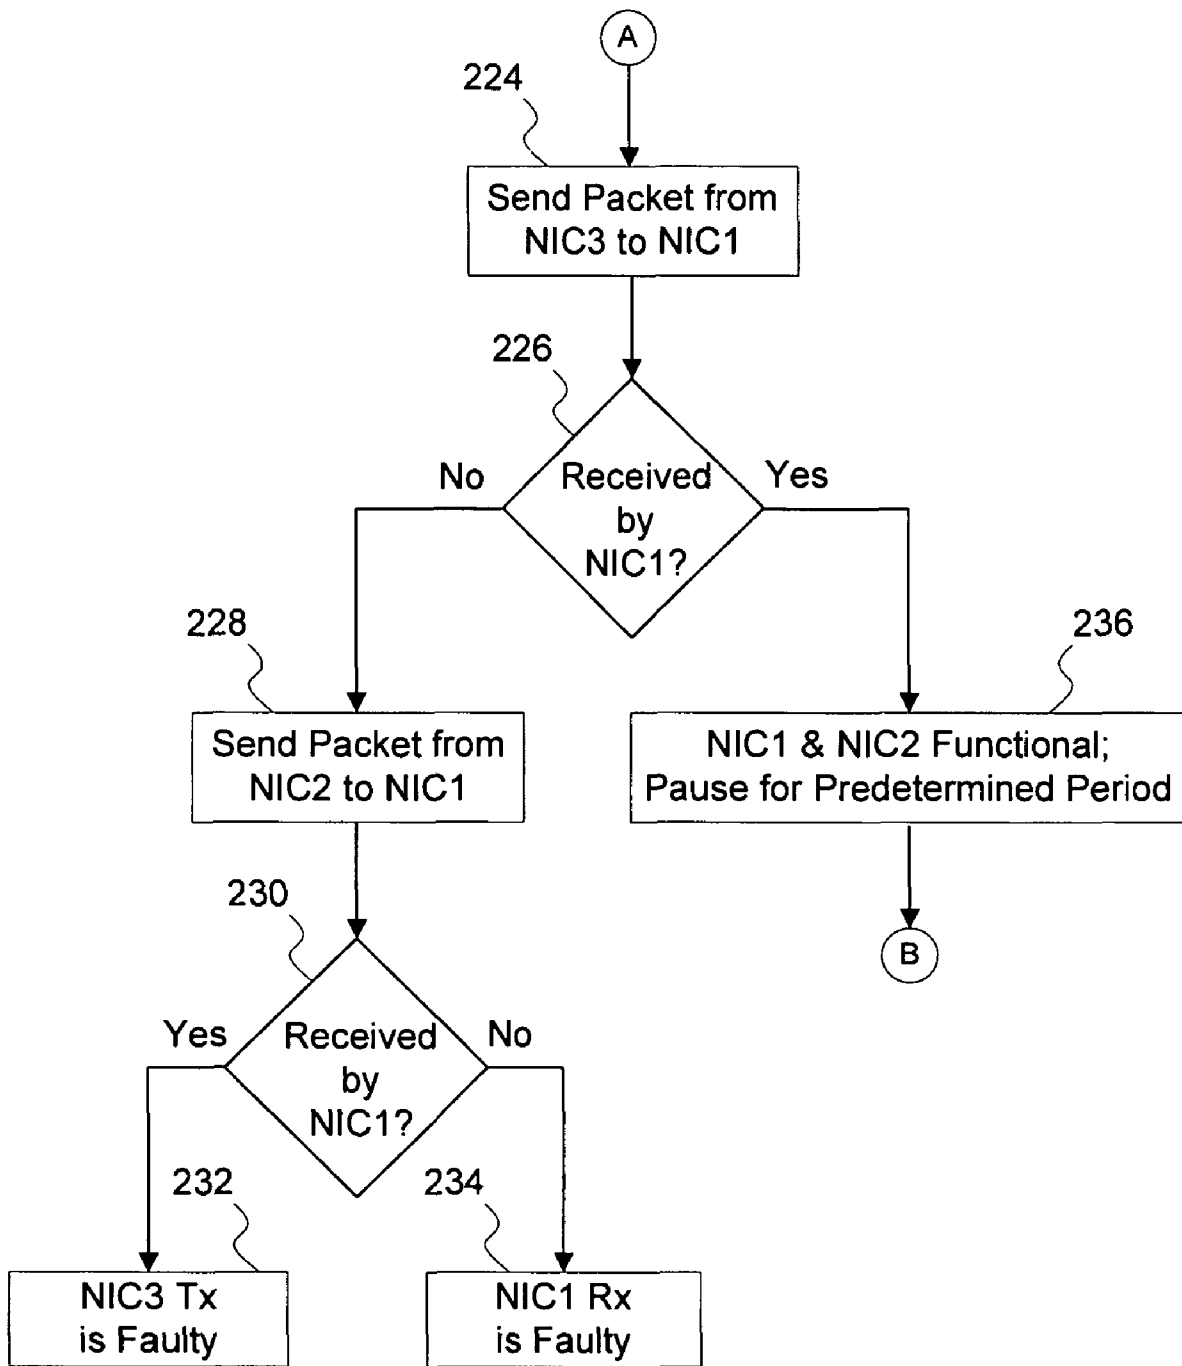 A
224
Send Packet from
NIC3 to NIC1
226
No
Yes
Received
by
NIC1?
228
236
Send Packet from
NIC2 to NIC1
NIC1 & NIC2 Functional;
Pause for Predetermined Period
230
B
Yes
No
Received
by
NIC1?
232
234
NIC3 Tx
is Faulty
NIC1 Rx
is Faulty